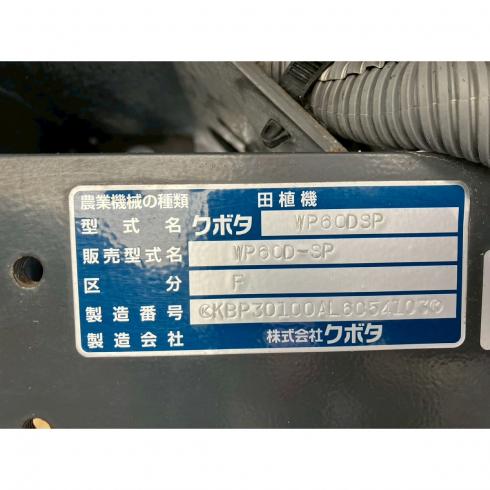 農業機械の種類 田植機
型式名 クボタ WP60DSP
販売型式名 WP60D-SP
区分 F
製造番号
製造会社 株式会社クボタ